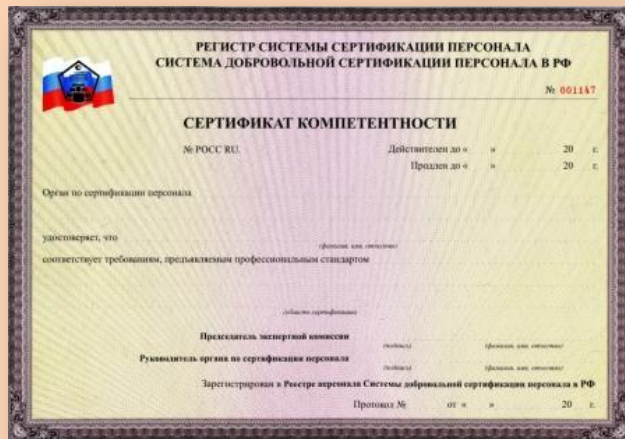 РЕГИСТР СИСТЕМЫ СЕРТИФИКАЦИИ ПЕРСОНАЛА
СИСТЕМА ДОБРОВОЛЬНОЙ СЕРТИФИКАЦИИ ПЕРСОНАЛА В РФ
№ 001147
СЕРТИФИКАТ КОМПЕТЕНТНОСТИ
№ РОСС RU. Действителен до « » 20 г.
Продлен до « » 20 г.
Орган по сертификации персонала
удостоверяет, что
(фамилия, имя, отчество)
соответствует требованиям, предъявляемым профессиональным стандартом
(область сертификации)
Председатель экспертной комиссии
(подпись) (фамилия, имя, отчество)
Руководитель органа по сертификации персонала
(подпись) (фамилия, имя, отчество)
Зарегистрирован в Реестре персонала Системы добровольной сертификации персонала в РФ
Протокол № от « » 20 г.